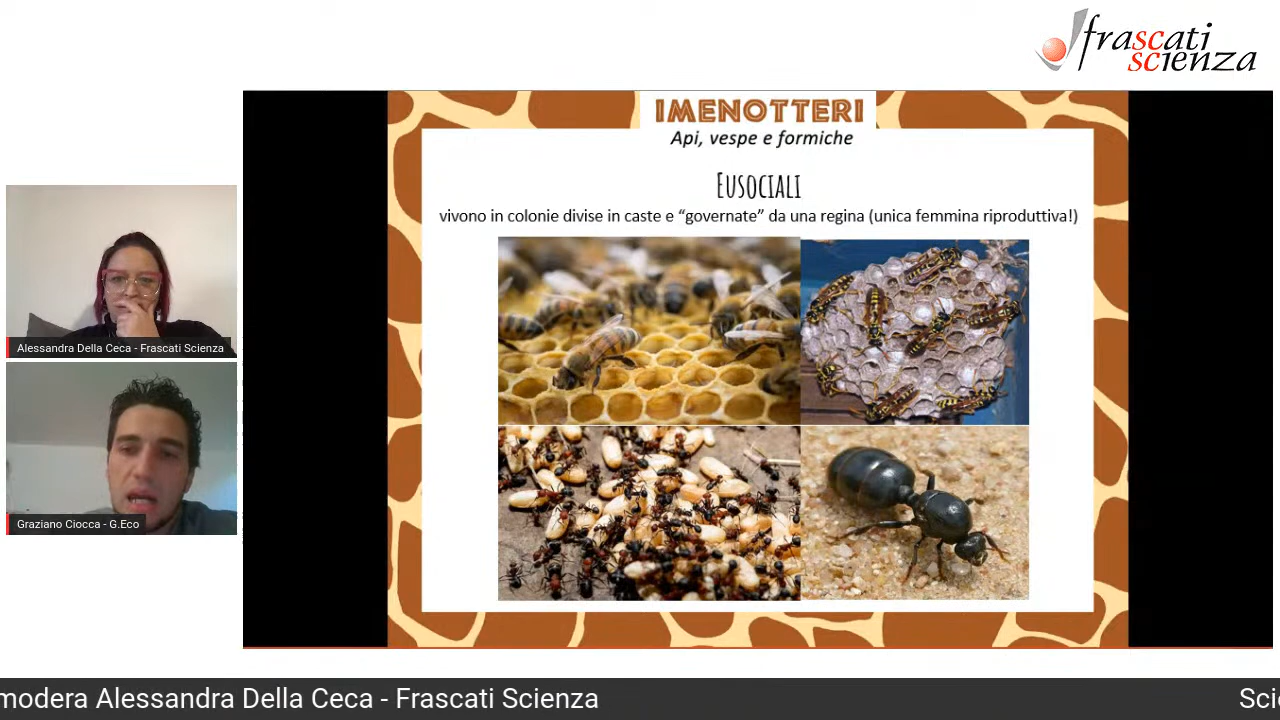 frascati
scienza
IMENOTTERI
Api, vespe e formiche
EUSOCIALI
vivono in colonie divise in caste e “governate” da una regina (unica femmina riproduttiva!)
Alessandra Della Ceca - Frascati Scienza
Graziano Ciocca - G.Eco
modera Alessandra Della Ceca - Frascati Scienza
Scie